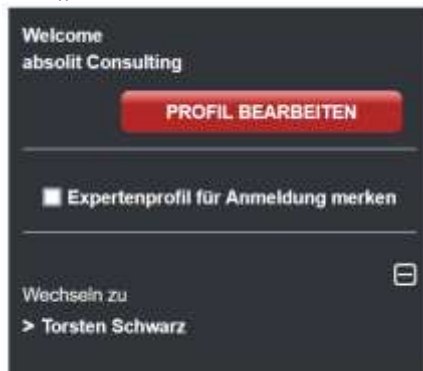 Welcome
absolit Consulting
PROFIL BEARBEITEN
Expertenprofil für Anmeldung merken
Wechseln zu
> Torsten Schwarz